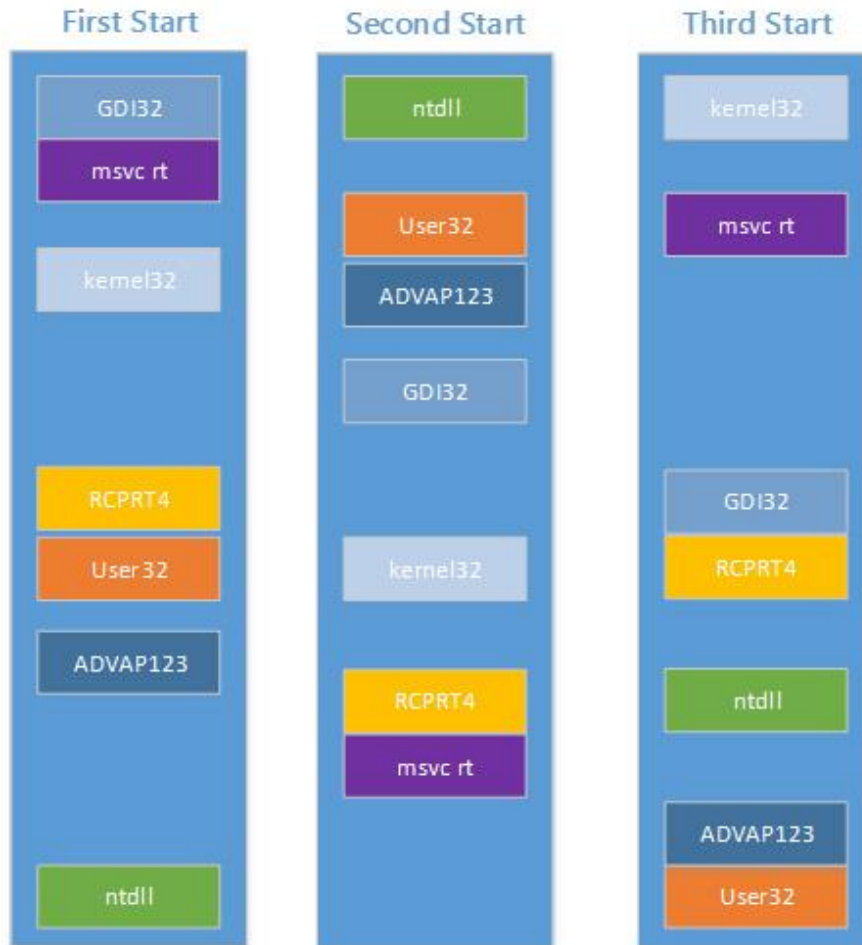 First Start
GDI32
msvc rt
kernel32
RCPRT4
User32
ADVAP123
ntdll
Second Start
ntdll
User32
ADVAP123
GDI32
kernel32
RCPRT4
msvc rt
Third Start
kernel32
msvc rt
GDI32
RCPRT4
ntdll
ADVAP123
User32